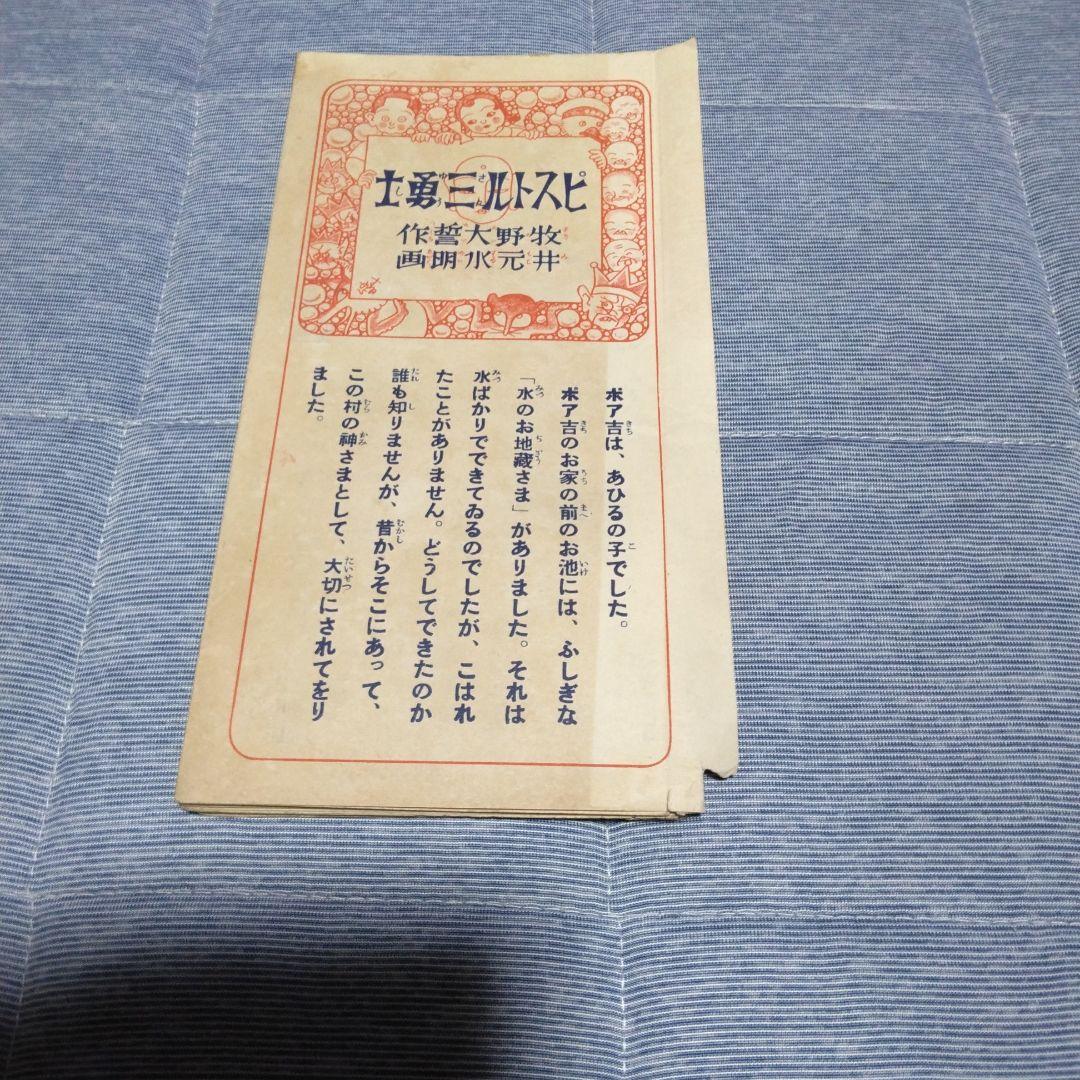 ピストル三勇士
牧野大誓作
井元水明画
ポア吉は、あひるの子でした。
ポア吉のお家の前のお池には、ふしぎな
「水のお地蔵さま」がありました。それは
水ばかりでできてゐるのでしたが、こはれ
たことがありません。どうしてできたのか
誰も知りませんが、昔からそこにあって、
この村の神さまとして、大切にされてをり
ました。